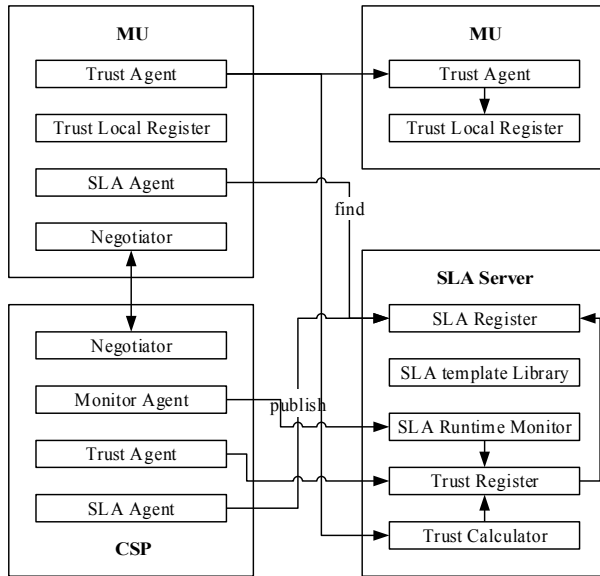 MU
Trust Agent
Trust Local Register
SLA Agent
Negotiator
MU
Trust Agent
Trust Local Register
find
publish
Negotiator
Monitor Agent
Trust Agent
SLA Agent
CSP
SLA Server
SLA Register
SLA template Library
SLA Runtime Monitor
Trust Register
Trust Calculator